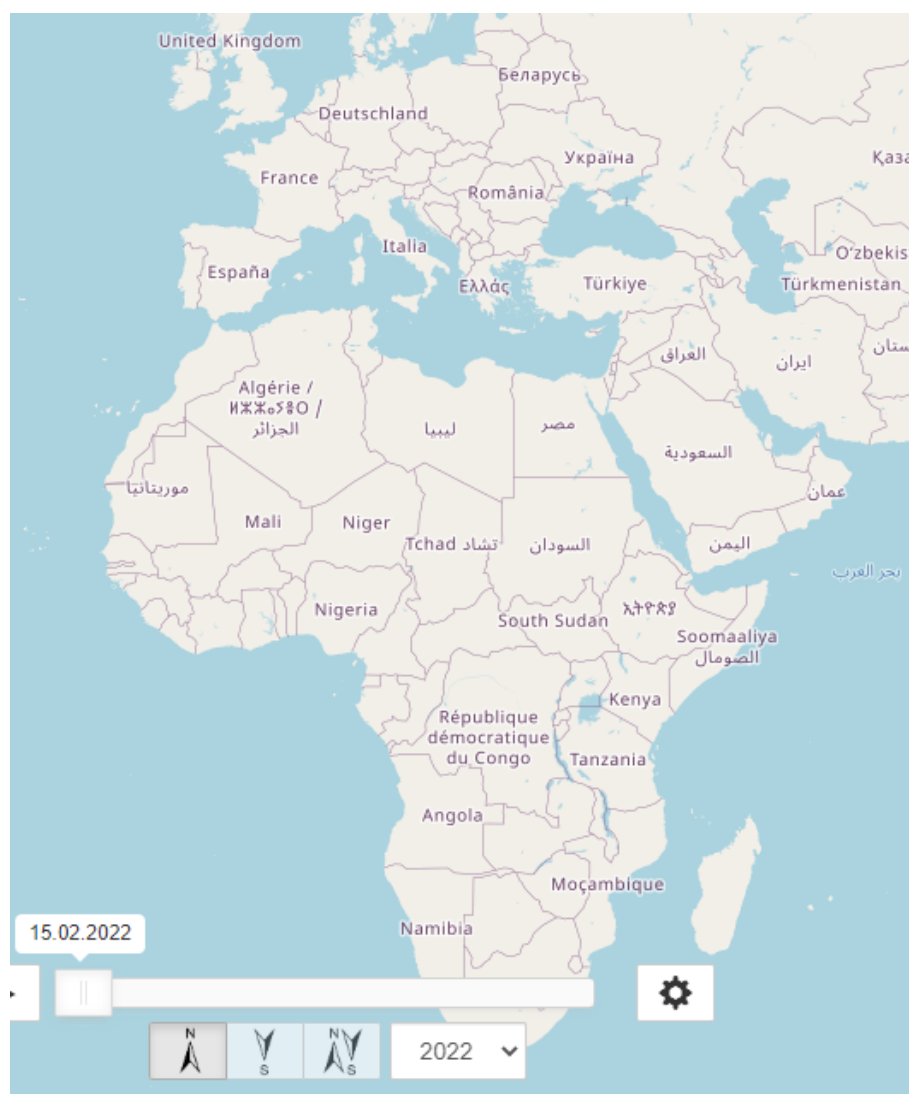 United Kingdom
Беларусь
Deutschland
Україна
Қаза
France
România
Italia
O'zbekis
España
Ελλάς
Türkiye
Türkmenistan
العراق
ايران
ستان
Algérie /
ⵍⵣⵣⴰⵢⴻⵔ /
الجزائر
ليبيا
مصر
السعودية
موريتانيا
عمان
Mali
Niger
Tchad تشاد
السودان
اليمن
بحر العرب
Nigeria
South Sudan
ኢትዮጵያ
Soomaaliya
الصومال
Kenya
République
démocratique
du Congo
Tanzania
Angola
Moçambique
Namibia
15.02.2022
N
S
N
S
2022